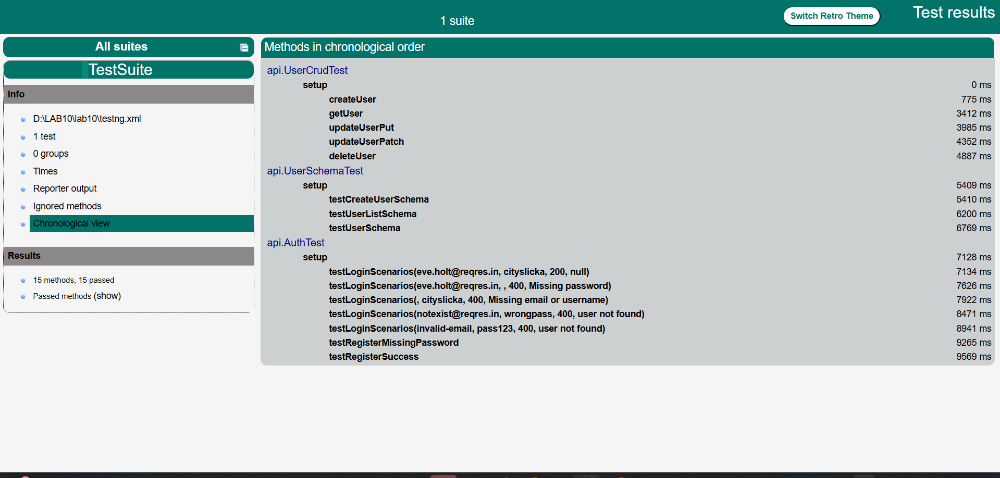 1 suite
Switch Retro Theme
Test results
All suites
TestSuite
Info
D:\LAB10\lab10\testng.xml
1 test
0 groups
Times
Reporter output
Ignored methods
Chronological view
Results
15 methods, 15 passed
Passed methods (show)
Methods in chronological order
api.UserCrudTest
setup 0 ms
createUser 775 ms
getUser 3412 ms
updateUserPut 3985 ms
updateUserPatch 4352 ms
deleteUser 4887 ms
api.UserSchemaTest
setup 5409 ms
testCreateUserSchema 5410 ms
testUserListSchema 6200 ms
testUserSchema 6769 ms
api.AuthTest
setup 7128 ms
testLoginScenarios(eve.holt@reqres.in, cityslicka, 200, null) 7134 ms
testLoginScenarios(eve.holt@reqres.in, , 400, Missing password) 7626 ms
testLoginScenarios(, cityslicka, 400, Missing email or username) 7922 ms
testLoginScenarios(notexist@reqres.in, wrongpass, 400, user not found) 8471 ms
testLoginScenarios(invalid-email, pass123, 400, user not found) 8941 ms
testRegisterMissingPassword 9265 ms
testRegisterSuccess 9569 ms